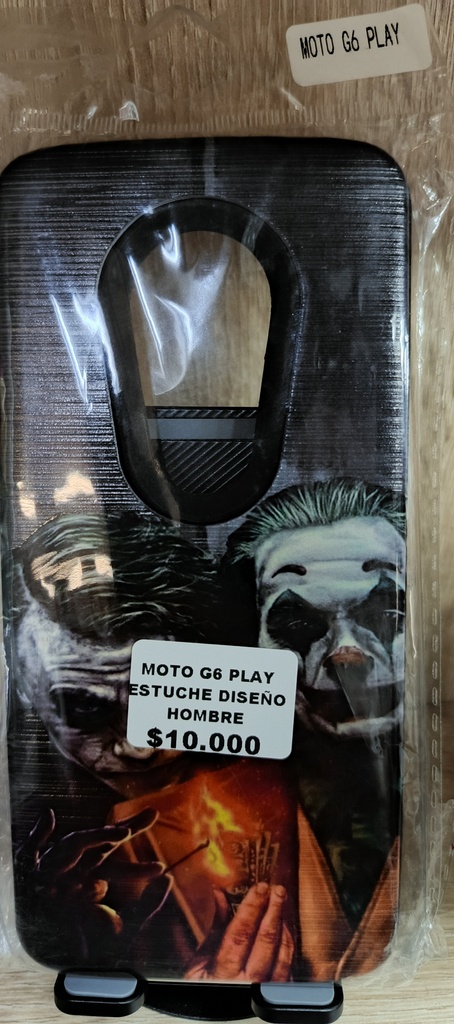 MOTO G6 PLAY
MOTO G6 PLAY
ESTUCHE DISEÑO
HOMBRE
$10.000